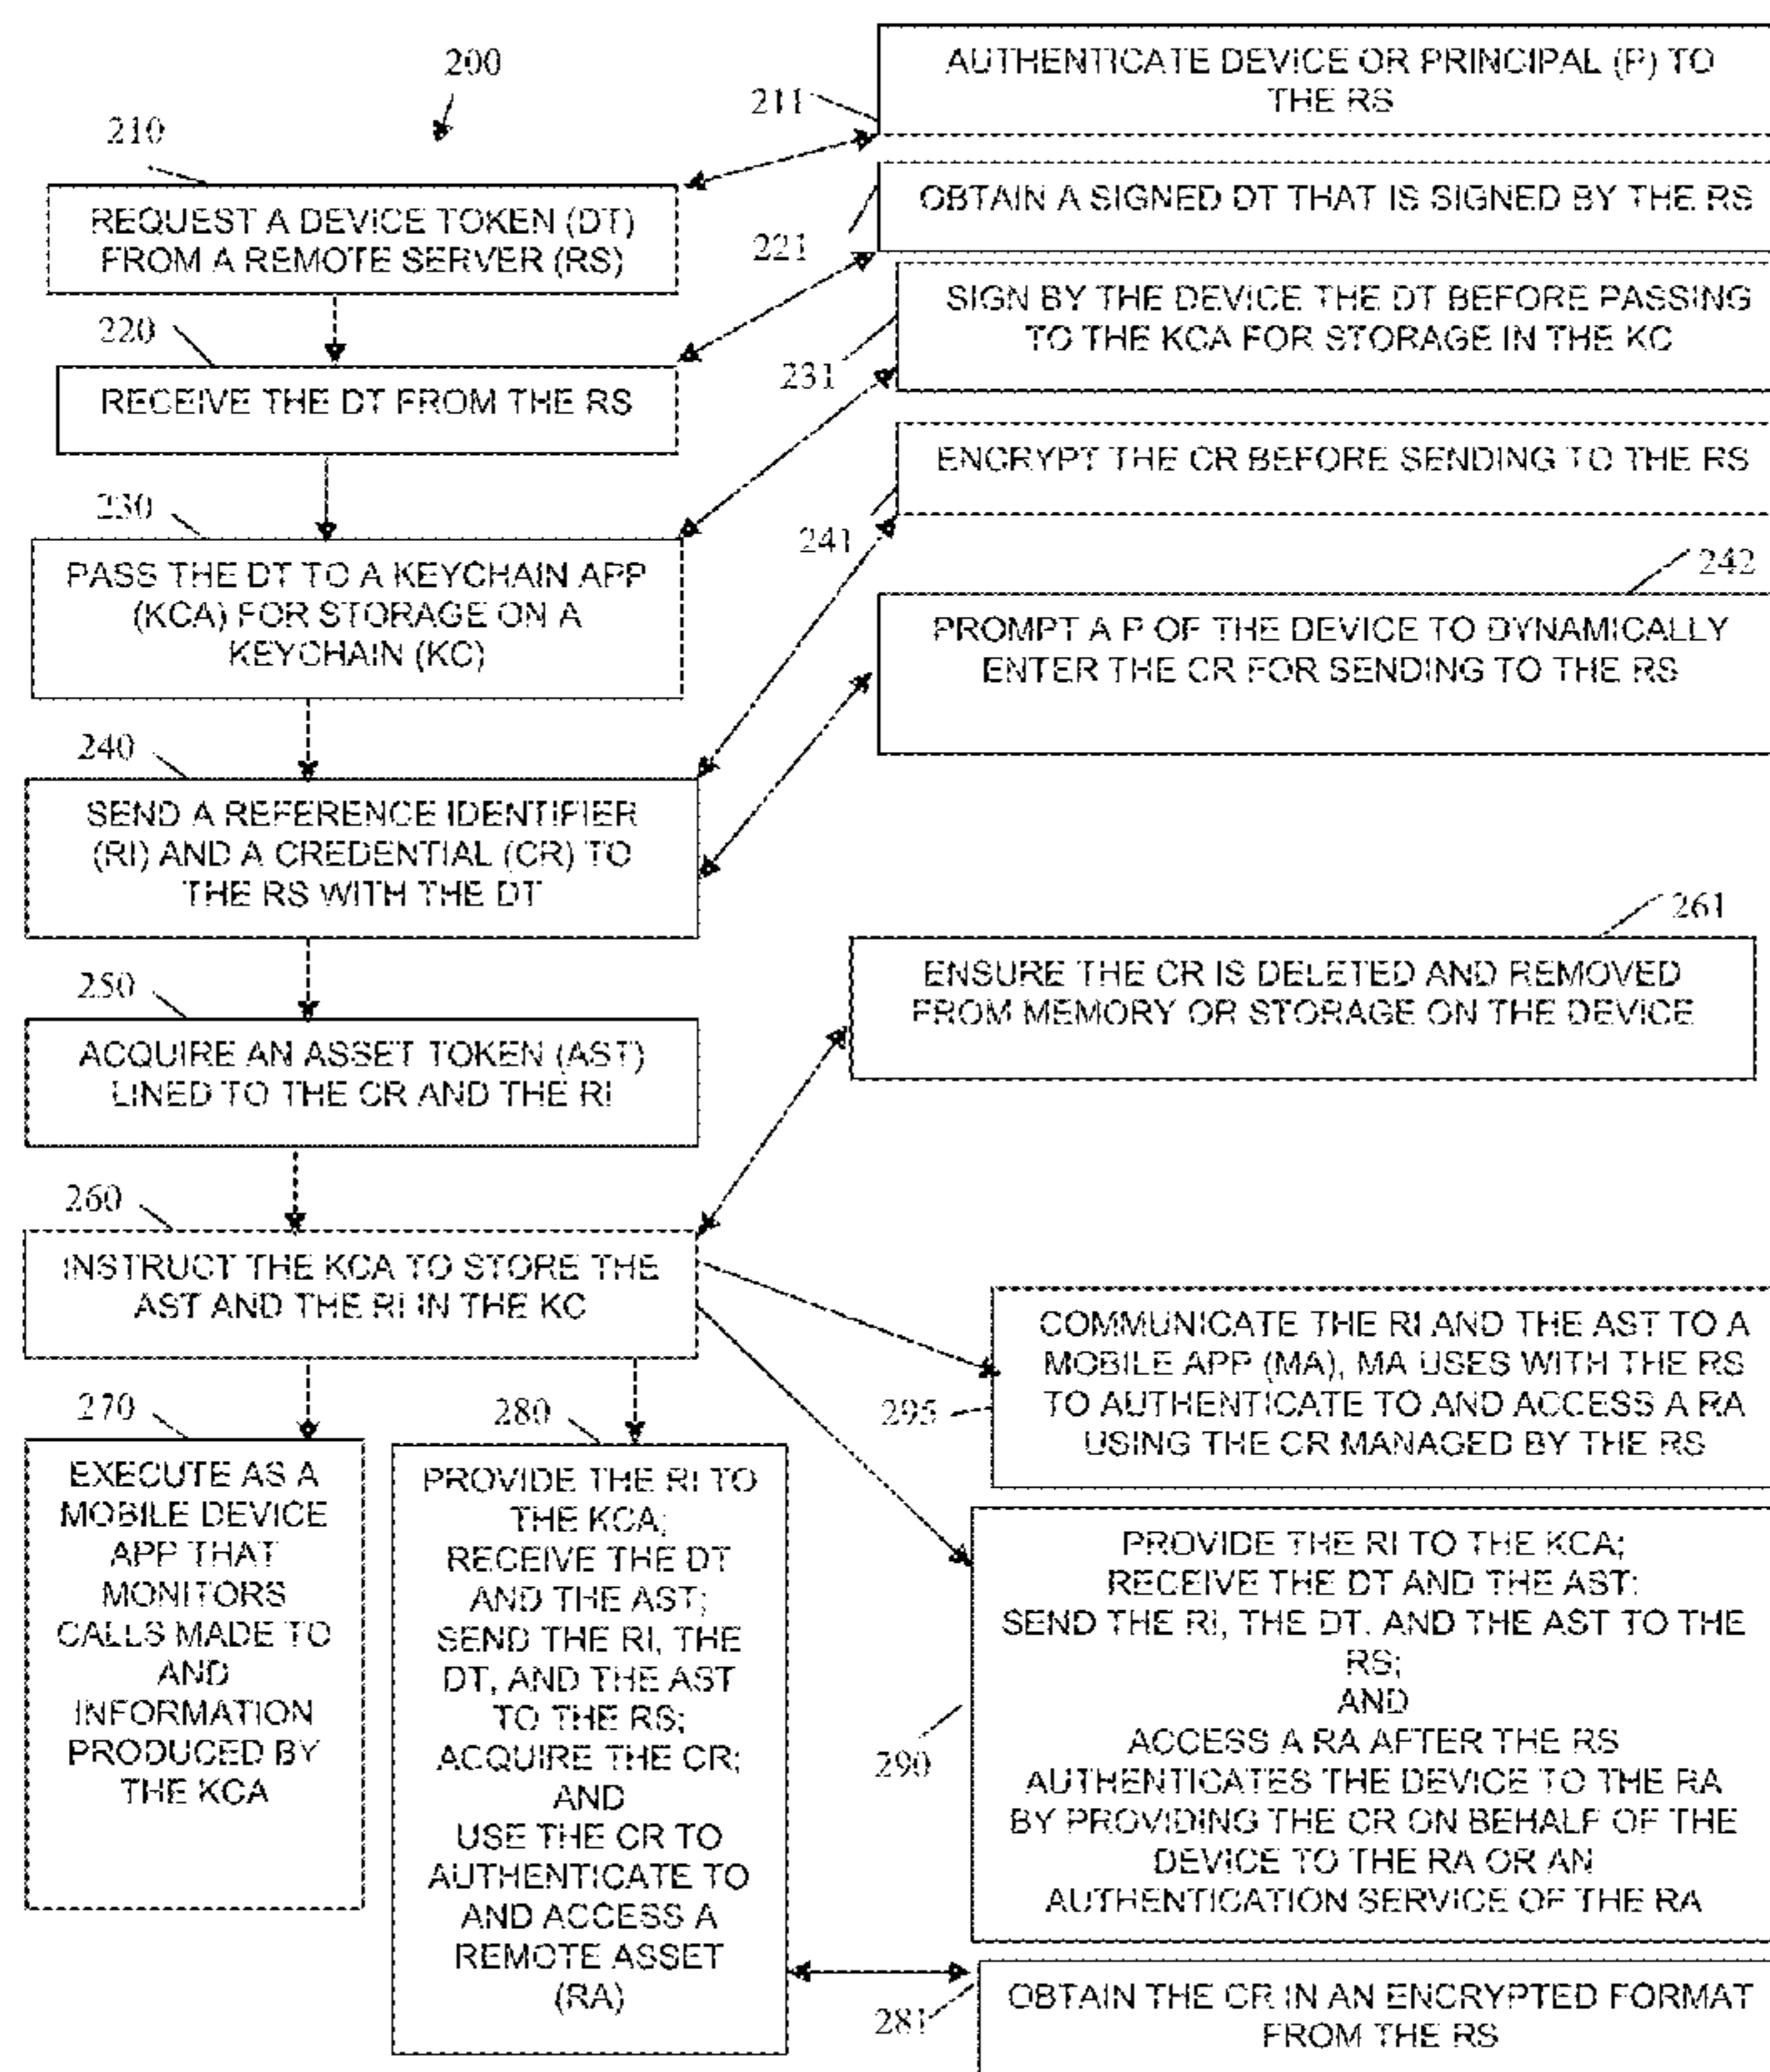 200
210
REQUEST A DEVICE TOKEN (DT)
FROM A REMOTE SERVER (RS)
211
AUTHENTICATE DEVICE OR PRINCIPAL (P) TO
THE RS
220
RECEIVE THE DT FROM THE RS
221
OBTAIN A SIGNED DT THAT IS SIGNED BY THE RS
230
PASS THE DT TO A KEYCHAIN APP
(KCA) FOR STORAGE ON A
KEYCHAIN (KC)
231
SIGN BY THE DEVICE THE DT BEFORE PASSING
TO THE KCA FOR STORAGE IN THE KC
240
SEND A REFERENCE IDENTIFIER
(RI) AND A CREDENTIAL (CR) TO
THE RS WITH THE DT
241
ENCRYPT THE CR BEFORE SENDING TO THE RS
242
PROMPT A P OF THE DEVICE TO DYNAMICALLY
ENTER THE CR FOR SENDING TO THE RS
250
ACQUIRE AN ASSET TOKEN (AST)
LINED TO THE CR AND THE RI
260
INSTRUCT THE KCA TO STORE THE
AST AND THE RI IN THE KC
261
ENSURE THE CR IS DELETED AND REMOVED
FROM MEMORY OR STORAGE ON THE DEVICE
270
EXECUTE AS A
MOBILE DEVICE
APP THAT
MONITORS
CALLS MADE TO
AND
INFORMATION
PRODUCED BY
THE KCA
280
PROVIDE THE RI TO
THE KCA;
RECEIVE THE DT
AND THE AST;
SEND THE RI, THE
DT, AND THE AST
TO THE RS;
ACQUIRE THE CR;
AND
USE THE CR TO
AUTHENTICATE TO
AND ACCESS A
REMOTE ASSET
(RA)
295
COMMUNICATE THE RI AND THE AST TO A
MOBILE APP (MA), MA USES WITH THE RS
TO AUTHENTICATE TO AND ACCESS A RA
USING THE CR MANAGED BY THE RS
290
PROVIDE THE RI TO THE KCA;
RECEIVE THE DT AND THE AST;
SEND THE RI, THE DT, AND THE AST TO THE
RS;
AND
ACCESS A RA AFTER THE RS
AUTHENTICATES THE DEVICE TO THE RA
BY PROVIDING THE CR ON BEHALF OF THE
DEVICE TO THE RA OR AN
AUTHENTICATION SERVICE OF THE RA
281
OBTAIN THE CR IN AN ENCRYPTED FORMAT
FROM THE RS